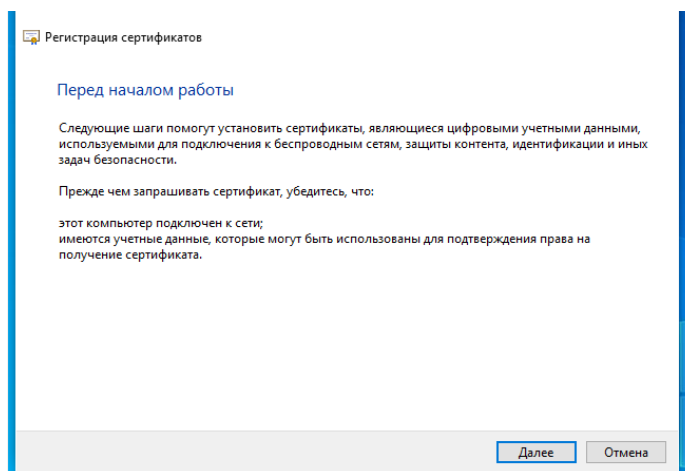 Регистрация сертификатов
Перед началом работы
Следующие шаги помогут установить сертификаты, являющиеся цифровыми учетными данными,
используемыми для подключения к беспроводным сетям, защиты контента, идентификации и иных
задач безопасности.
Прежде чем запрашивать сертификат, убедитесь, что:
этот компьютер подключен к сети;
имеются учетные данные, которые могут быть использованы для подтверждения права на
получение сертификата.
Далее
Отмена